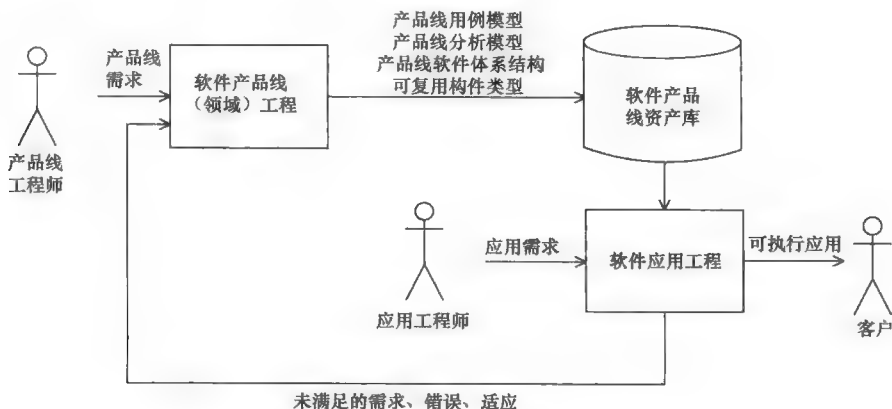 产品线用例模型
产品线分析模型
产品线软件体系结构
可复用构件类型
产品线
需求
软件产品线
（领域）工程
软件产品
线资产库
产品线
工程师
应用需求
软件应用工程
可执行应用
应用工程师
客户
未满足的需求、错误、适应